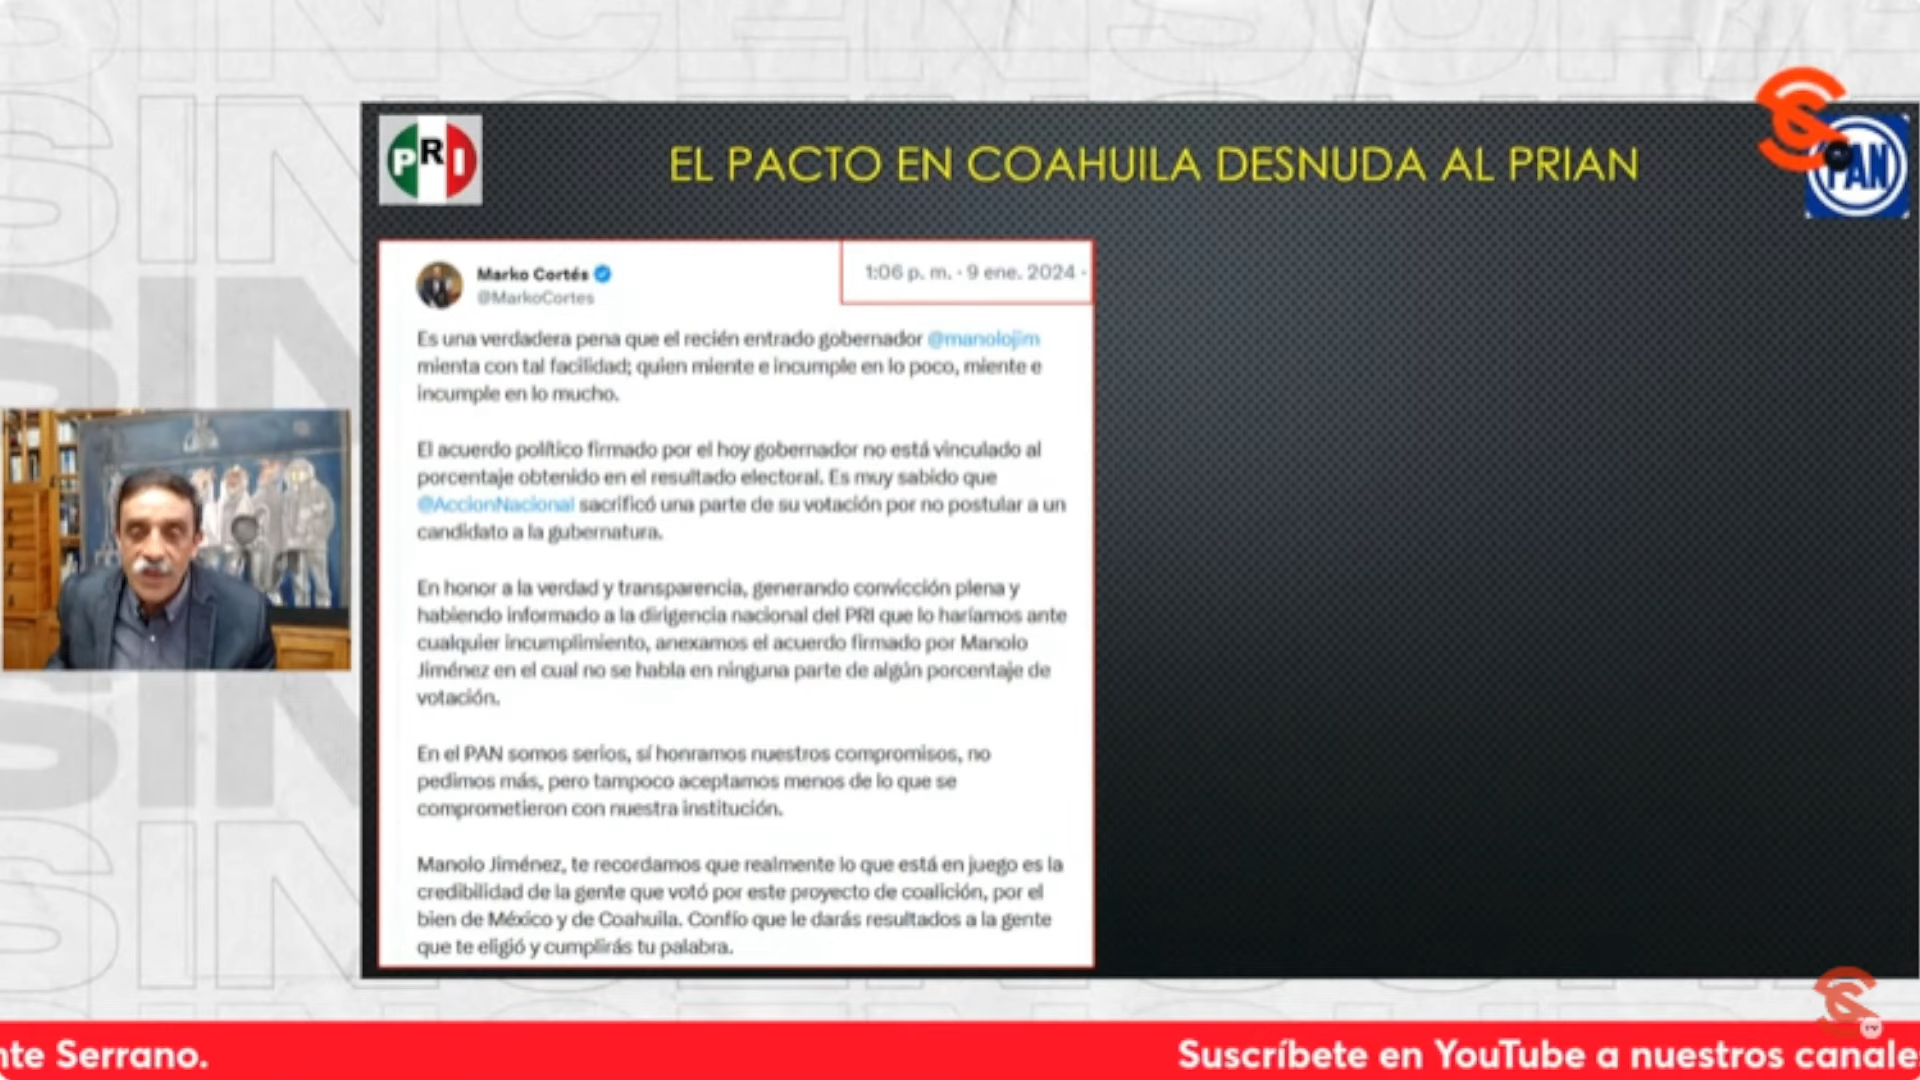 SINCENSURA
PRI
EL PACTO EN COAHUILA DESNUDA AL PRIAN
PAN
Marko Cortés
@MarkoCortes
1:06 p. m. · 9 ene. 2024 ·
Es una verdadera pena que el recién entrado gobernador @manolojim
mienta con tal facilidad; quien miente e incumple en lo poco, miente e
incumple en lo mucho.
El acuerdo político firmado por el hoy gobernador no está vinculado al
porcentaje obtenido en el resultado electoral. Es muy sabido que
@AccionNacional sacrificó una parte de su votación por no postular a un
candidato a la gubernatura.
En honor a la verdad y transparencia, generando convicción plena y
habiendo informado a la dirigencia nacional del PRI que lo haríamos ante
cualquier incumplimiento, anexamos el acuerdo firmado por Manolo
Jiménez en el cual no se habla en ninguna parte de algún porcentaje de
votación.
En el PAN somos serios, sí honramos nuestros compromisos, no
pedimos más, pero tampoco aceptamos menos de lo que se
comprometieron con nuestra institución.
Manolo Jiménez, te recordamos que realmente lo que está en juego es la
credibilidad de la gente que votó por este proyecto de coalición, por el
bien de México y de Coahuila. Confío que le darás resultados a la gente
que te eligió y cumplirás tu palabra.
nte Serrano.
Suscríbete en YouTube a nuestros canale